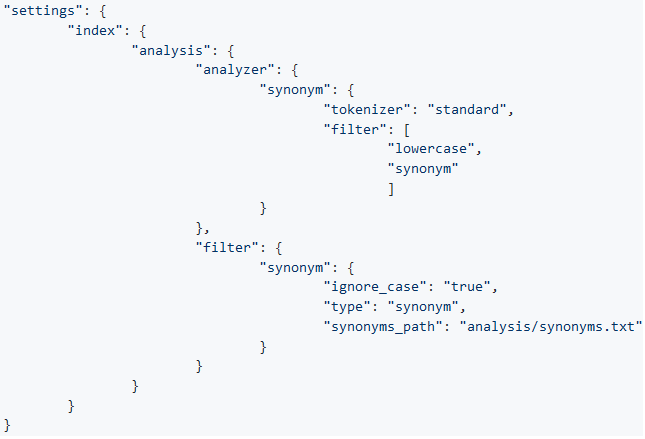 "settings": {
"index": {
"analysis": {
"analyzer": {
"synonym": {
"tokenizer": "standard",
"filter": [
"lowercase",
"synonym"
]
}
},
"filter": {
"synonym": {
"ignore_case": "true",
"type": "synonym",
"synonyms_path": "analysis/synonyms.txt"
}
}
}
}
}